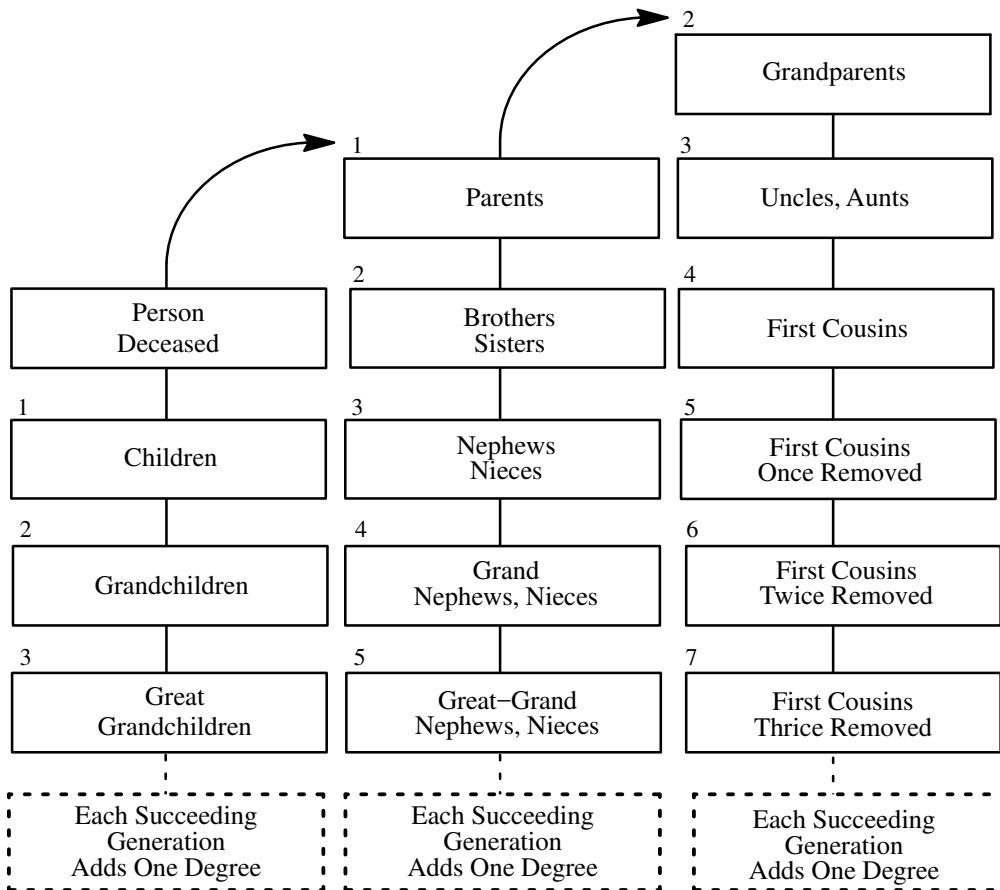 2
Grandparents
1
Parents
3
Uncles, Aunts
Person
Deceased
2
Brothers
Sisters
4
First Cousins
1
Children
3
Nephews
Nieces
5
First Cousins
Once Removed
2
Grandchildren
4
Grand
Nephews, Nieces
6
First Cousins
Twice Removed
3
Great
Grandchildren
5
Great−Grand
Nephews, Nieces
7
First Cousins
Thrice Removed
Each Succeeding
Generation
Adds One Degree
Each Succeeding
Generation
Adds One Degree
Each Succeeding
Generation
Adds One Degree